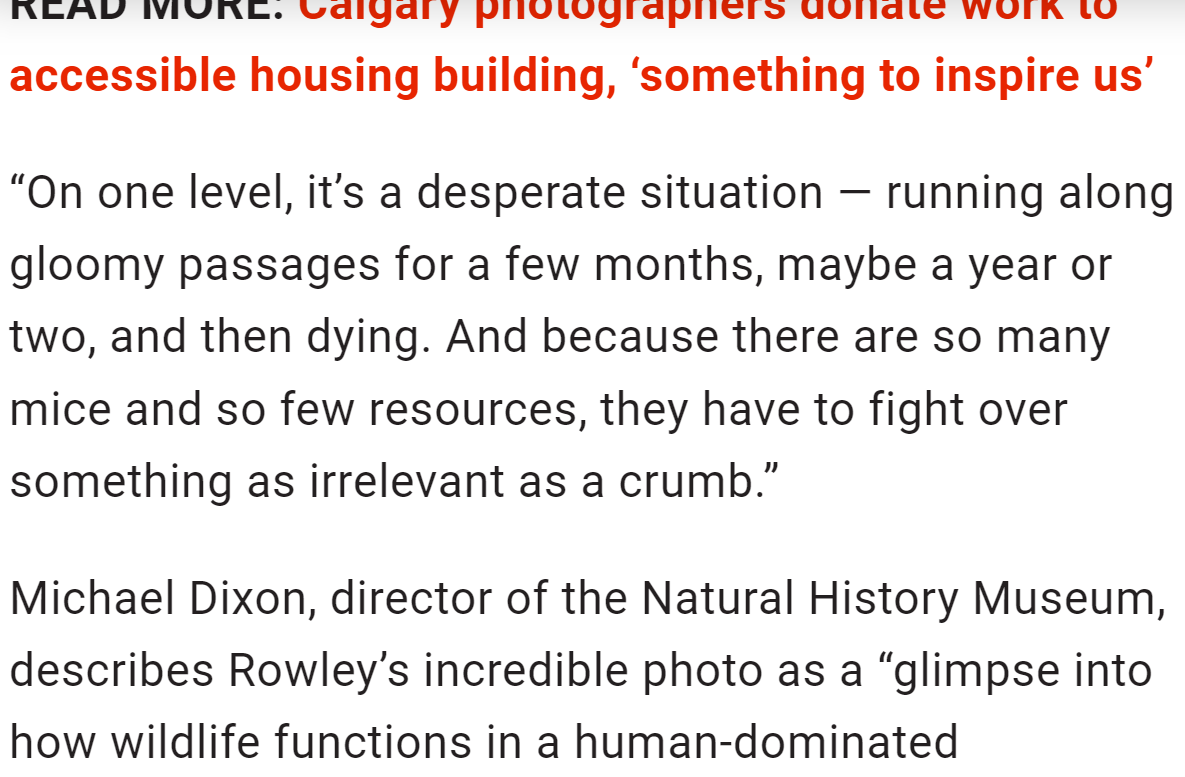 READ MORE: Calgary photographers donate work to
accessible housing building, ‘something to inspire us’
“On one level, it’s a desperate situation — running along
gloomy passages for a few months, maybe a year or
two, and then dying. And because there are so many
mice and so few resources, they have to fight over
something as irrelevant as a crumb.”
Michael Dixon, director of the Natural History Museum,
describes Rowley’s incredible photo as a “glimpse into
how wildlife functions in a human-dominated